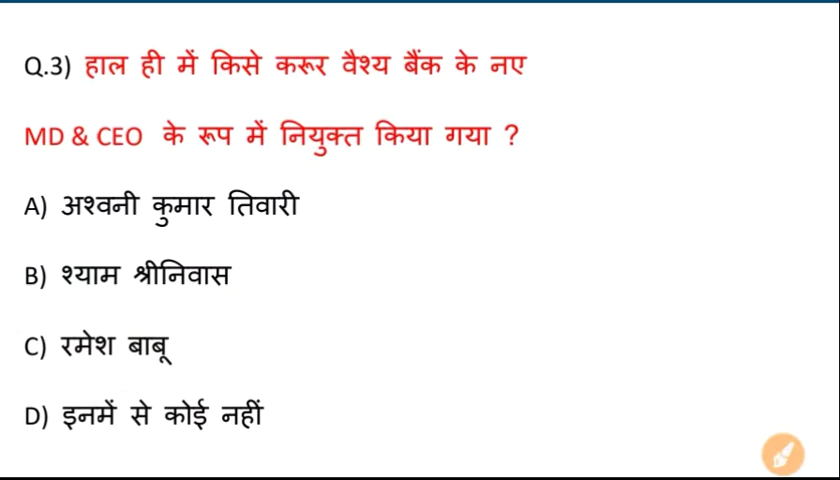 Q.3) हाल ही में किसे करूर वैश्य बैंक के नए
MD & CEO के रूप में नियुक्त किया गया ?
A) अश्वनी कुमार तिवारी
B) श्याम श्रीनिवास
C) रमेश बाबू
D) इनमें से कोई नहीं